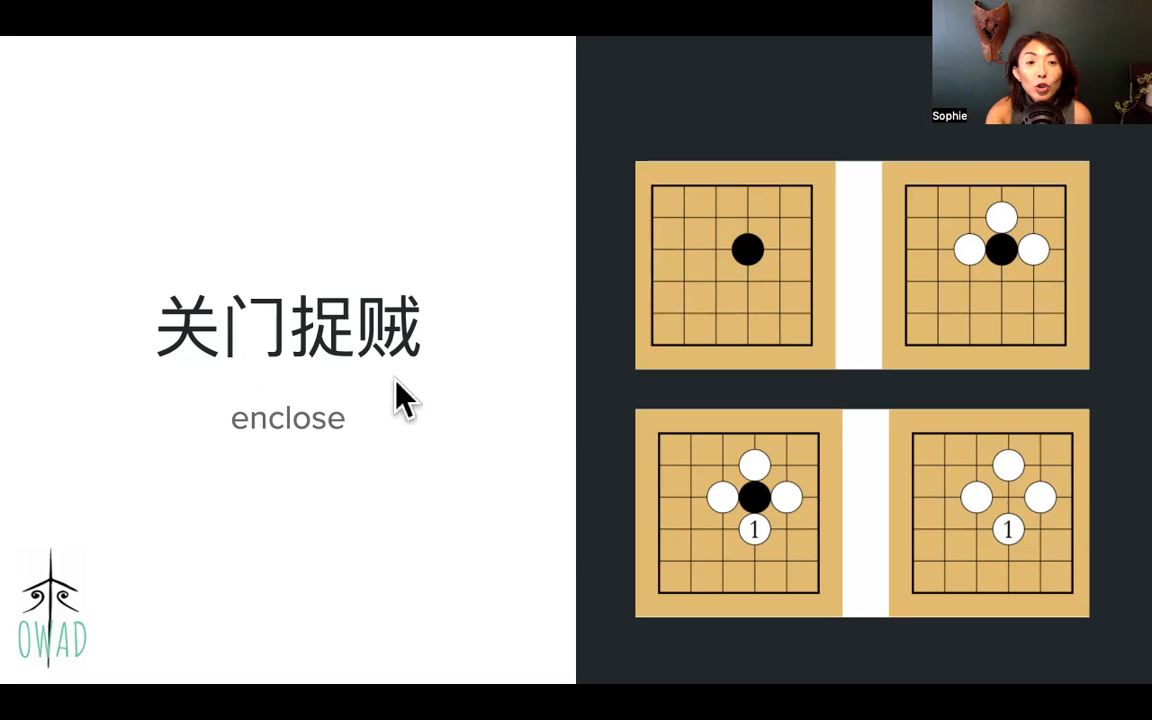 Sophie
关门捉贼
enclose
1
1
OWAD